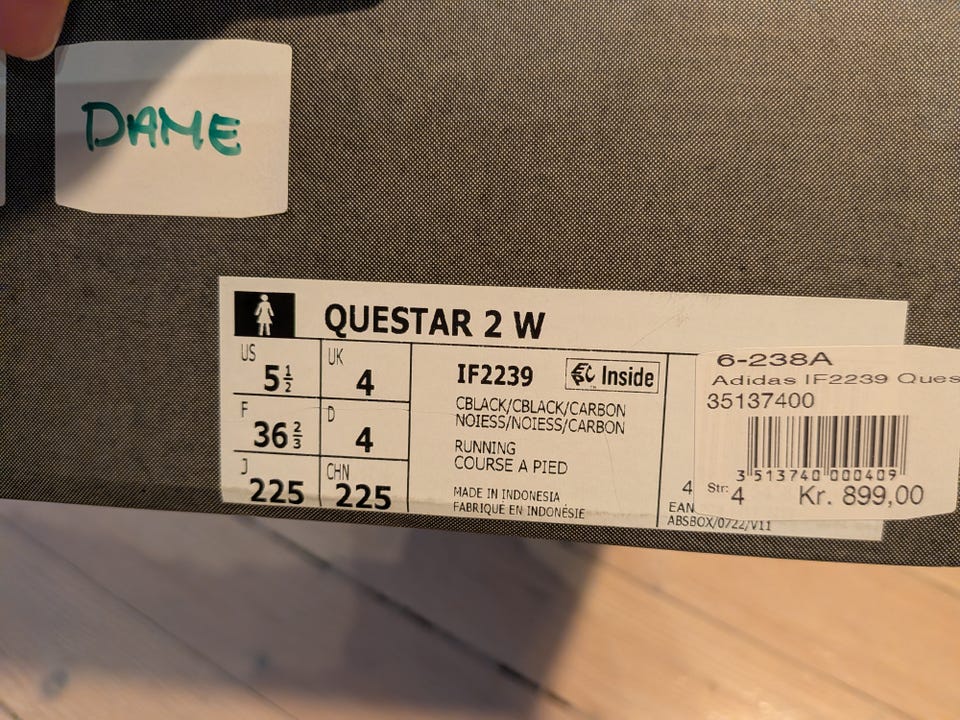 DAME
QUESTAR 2 W
US 5½
UK 4
F 36⅔
D 4
J 225
CHN 225
IF2239
Inside
CBLACK/CBLACK/CARBON
NOIESS/NOIESS/CARBON
RUNNING
COURSE A PIED
MADE IN INDONESIA
FABRIQUE EN INDONÉSIE
4
EAN
ABSBOX/0722/V11
6-238A
Adidas IF2239 Ques
35137400
3 513740 000409
Str: 4 Kr. 899,00